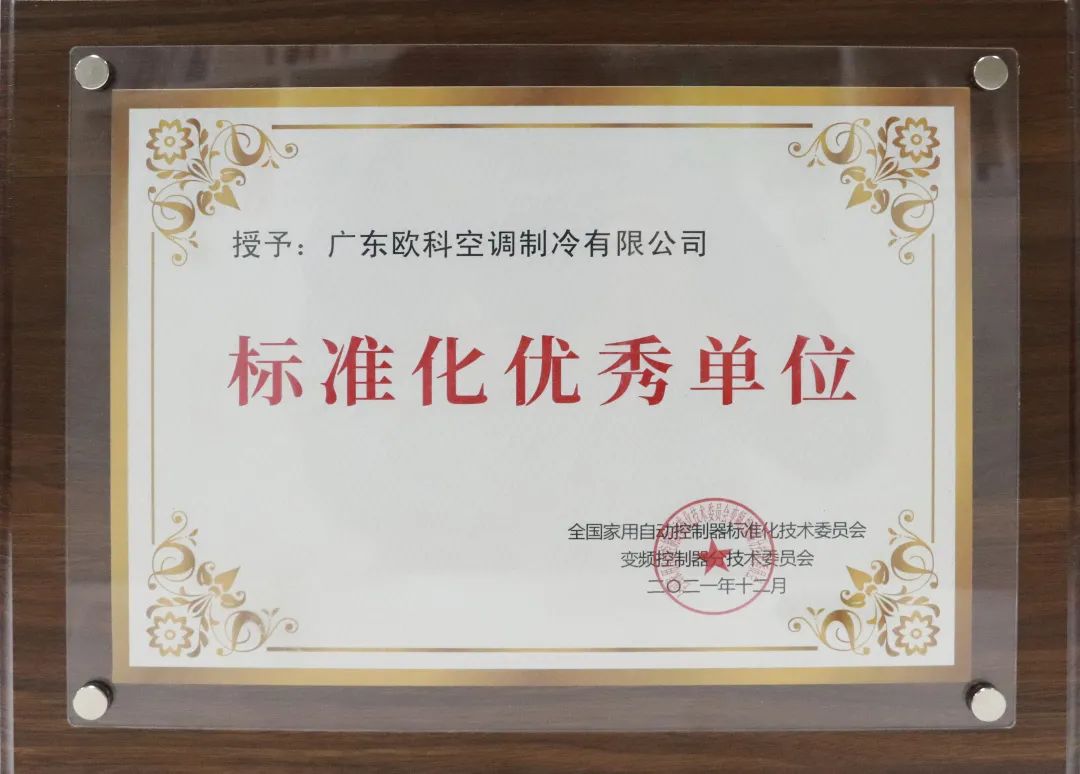 授予：广东欧科空调制冷有限公司
标准化优秀单位
全国家用自动控制器标准化技术委员会
变频控制器分技术委员会
二〇二一年十二月